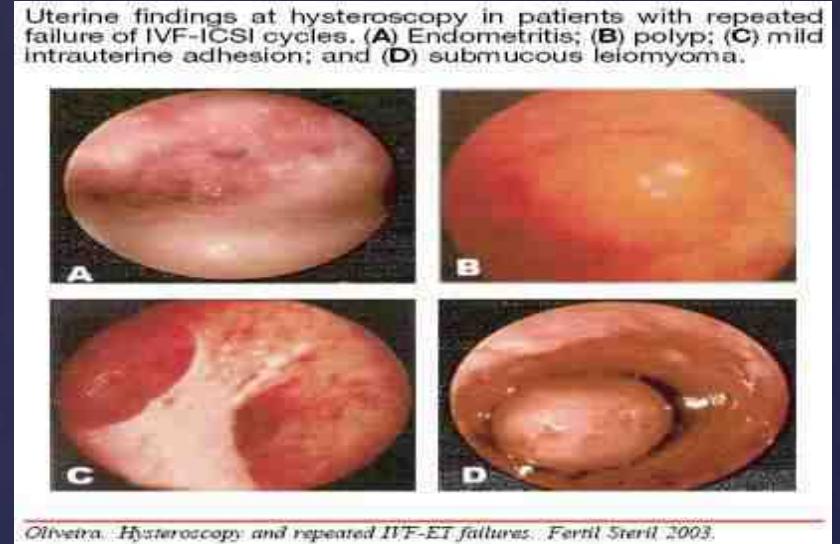 Uterine findings at hysteroscopy in patients with repeated
failure of IVF-ICSI cycles. (A) Endometritis; (B) polyp; (C) mild
intrauterine adhesion; and (D) submucous leiomyoma.
A
B
C
D
Oliveira. Hysteroscopy and repeated IVF-ET failures. Fertil Steril 2003.